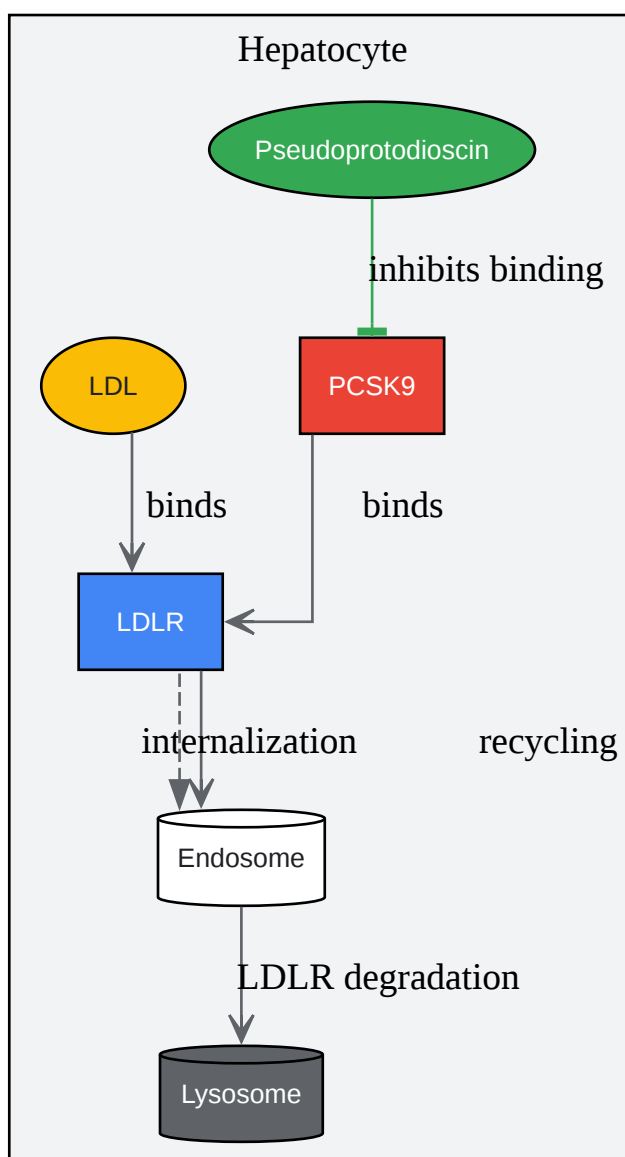 Hepatocyte
Pseudoprotodioscin
inhibits binding
LDL
PCSK9
binds
binds
LDLR
internalization
recycling
Endosome
LDLR degradation
Lysosome